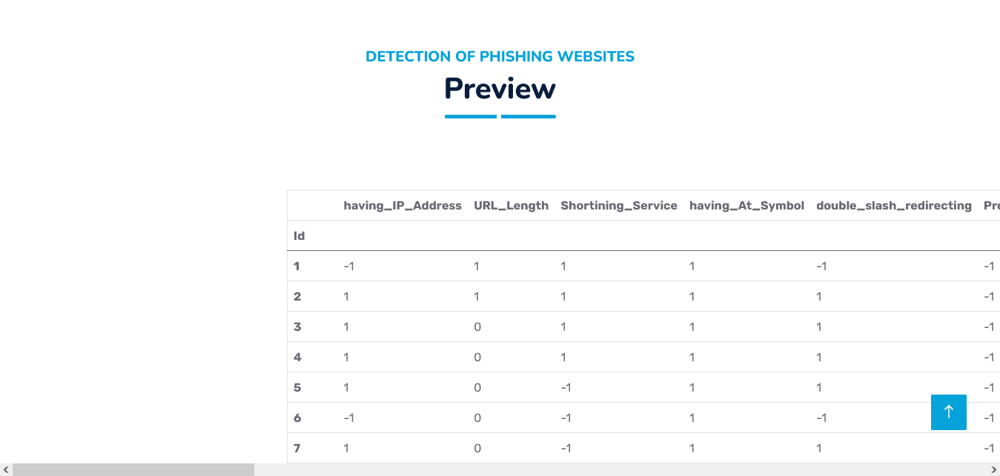 DETECTION OF PHISHING WEBSITES
Preview
having_IP_Address URL_Length Shortining_Service having_At_Symbol double_slash_redirecting Pre
Id
1 -1 1 1 1 -1 -1
2 1 1 1 1 1 -1
3 1 0 1 1 1 -1
4 1 0 1 1 1 -1
5 1 0 -1 1 1 -1
6 -1 0 -1 1 -1 -1
7 1 0 -1 1 1 -1